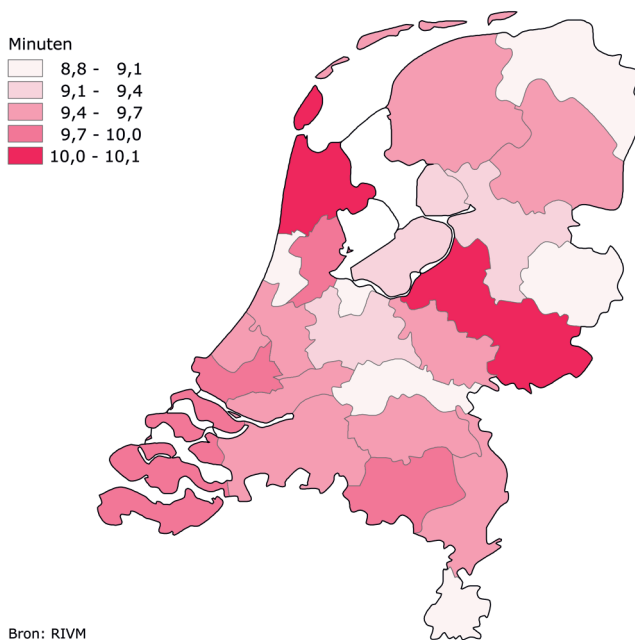 Minuten
8,8 - 9,1
9,1 - 9,4
9,4 - 9,7
9,7 - 10,0
10,0 - 10,1
Bron: RIVM